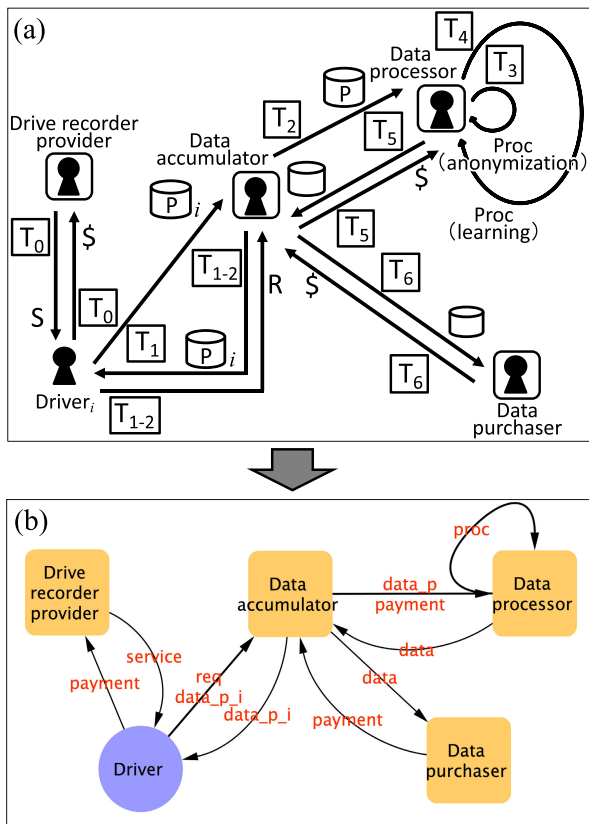 (a)
T4
Data
processor
T3
P
T2
Drive recorder
provider
Data
accumulator
T5
Proc
(anonymization)
P i
$
Proc
(learning)
T0
$
T1-2
T5
R
$
T6
S
T0
T1
P i
T6
Driveri
T1-2
Data
purchaser
(b)
proc
Drive
recorder
provider
Data
accumulator
data_p
payment
Data
processor
service
req
data_p_i
data
payment
data
data_p_i
payment
Driver
Data
purchaser